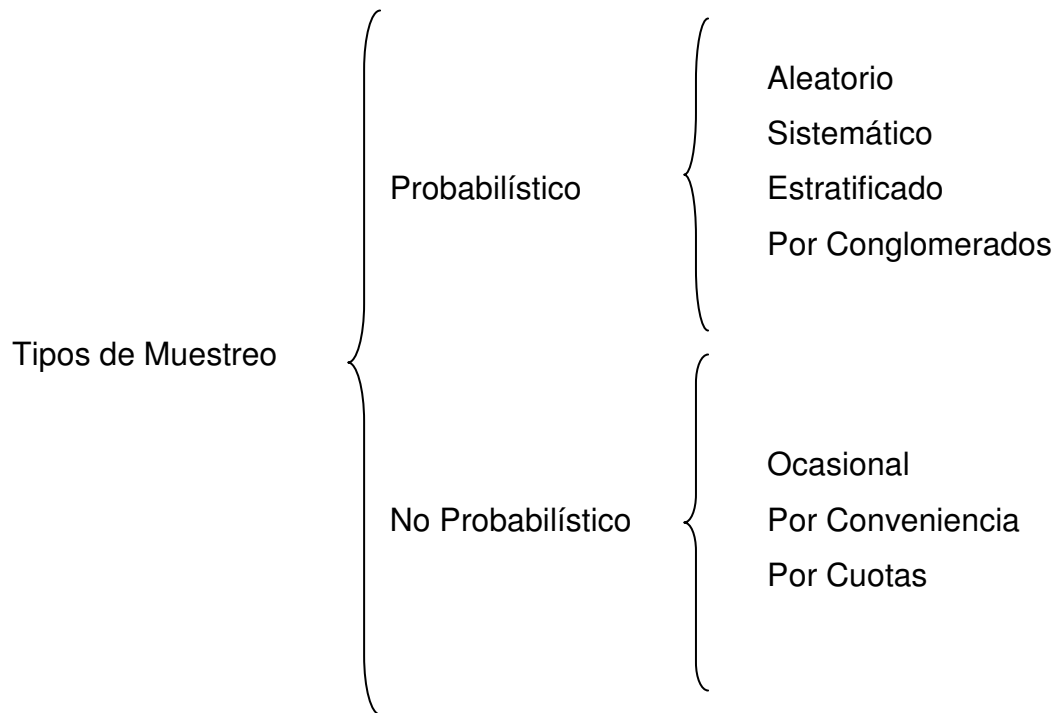 Tipos de Muestreo
Probabilístico
Aleatorio
Sistemático
Estratificado
Por Conglomerados
No Probabilístico
Ocasional
Por Conveniencia
Por Cuotas